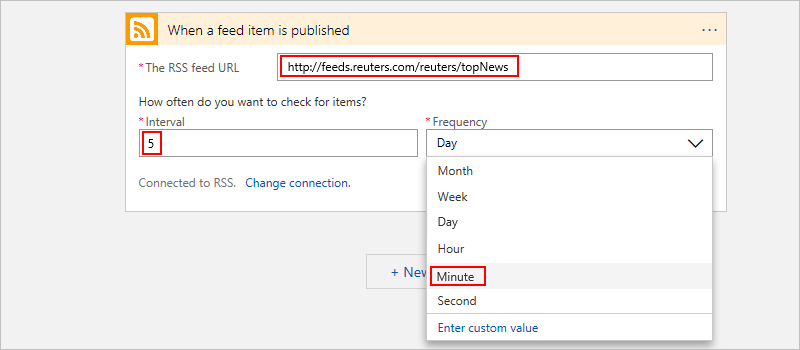 When a feed item is published
...
*The RSS feed URL
http://feeds.reuters.com/reuters/topNews
How often do you want to check for items?
*Interval
*Frequency
5
Day
Connected to RSS. Change connection.
Month
Week
Day
Hour
Minute
Second
Enter custom value
+ New